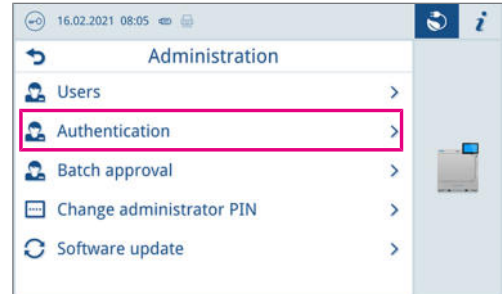 16.02.2021 08:05
i
Administration
Users
Authentication
Batch approval
Change administrator PIN
Software update